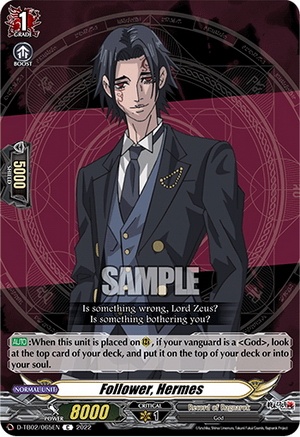 1
GRADE
BOOST
5000
SHIELD
SAMPLE
Is something wrong, Lord Zeus?
Is something bothering you?
AUTO:When this unit is placed on, if your vanguard is a <God>, look
at the top card of your deck, and put it on the top of your deck or into
your soul.
NORMAL UNIT
Follower, Hermes
D-TB02/065EN C 2022
POWER 8000
CRITICAL
1
Record of Ragnarok
God